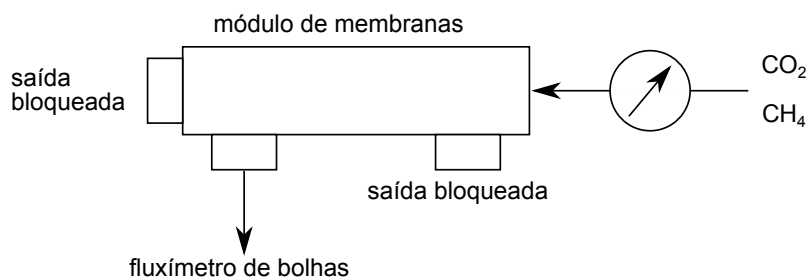 módulo de membranas
saída
bloqueada
CO2
CH4
saída bloqueada
fluxímetro de bolhas